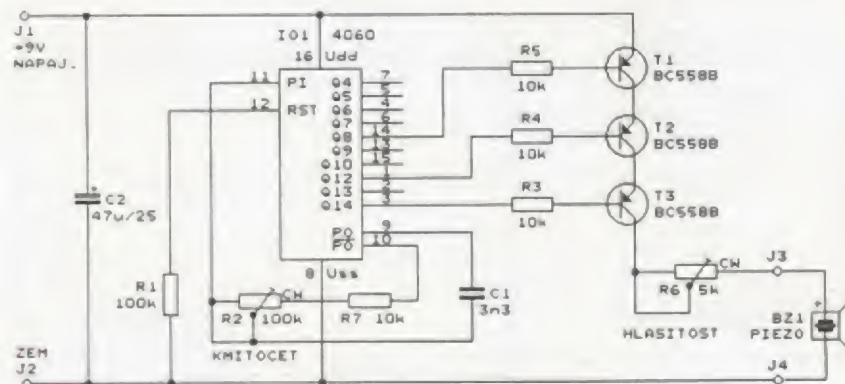 J1
+9V
NAPAJ.
IO1 4060
16 Udd
11 PI
12 RST
Q4 7
Q5 5
Q6 4
Q7 6
Q8 14
Q9 13
Q10 15
Q12 1
Q13 2
Q14 3
PO 9
PO 10
8 Uss
R5
10k
R4
10k
R3
10k
T1
BC558B
T2
BC558B
T3
BC558B
C2
47u/25
R1
100k
CW
R2 100k
KMITOCET
R7 10k
C1
3n3
CW
R6 5k
HLASITOST
J3
BZ1
PIEZO
ZEM
J2
J4